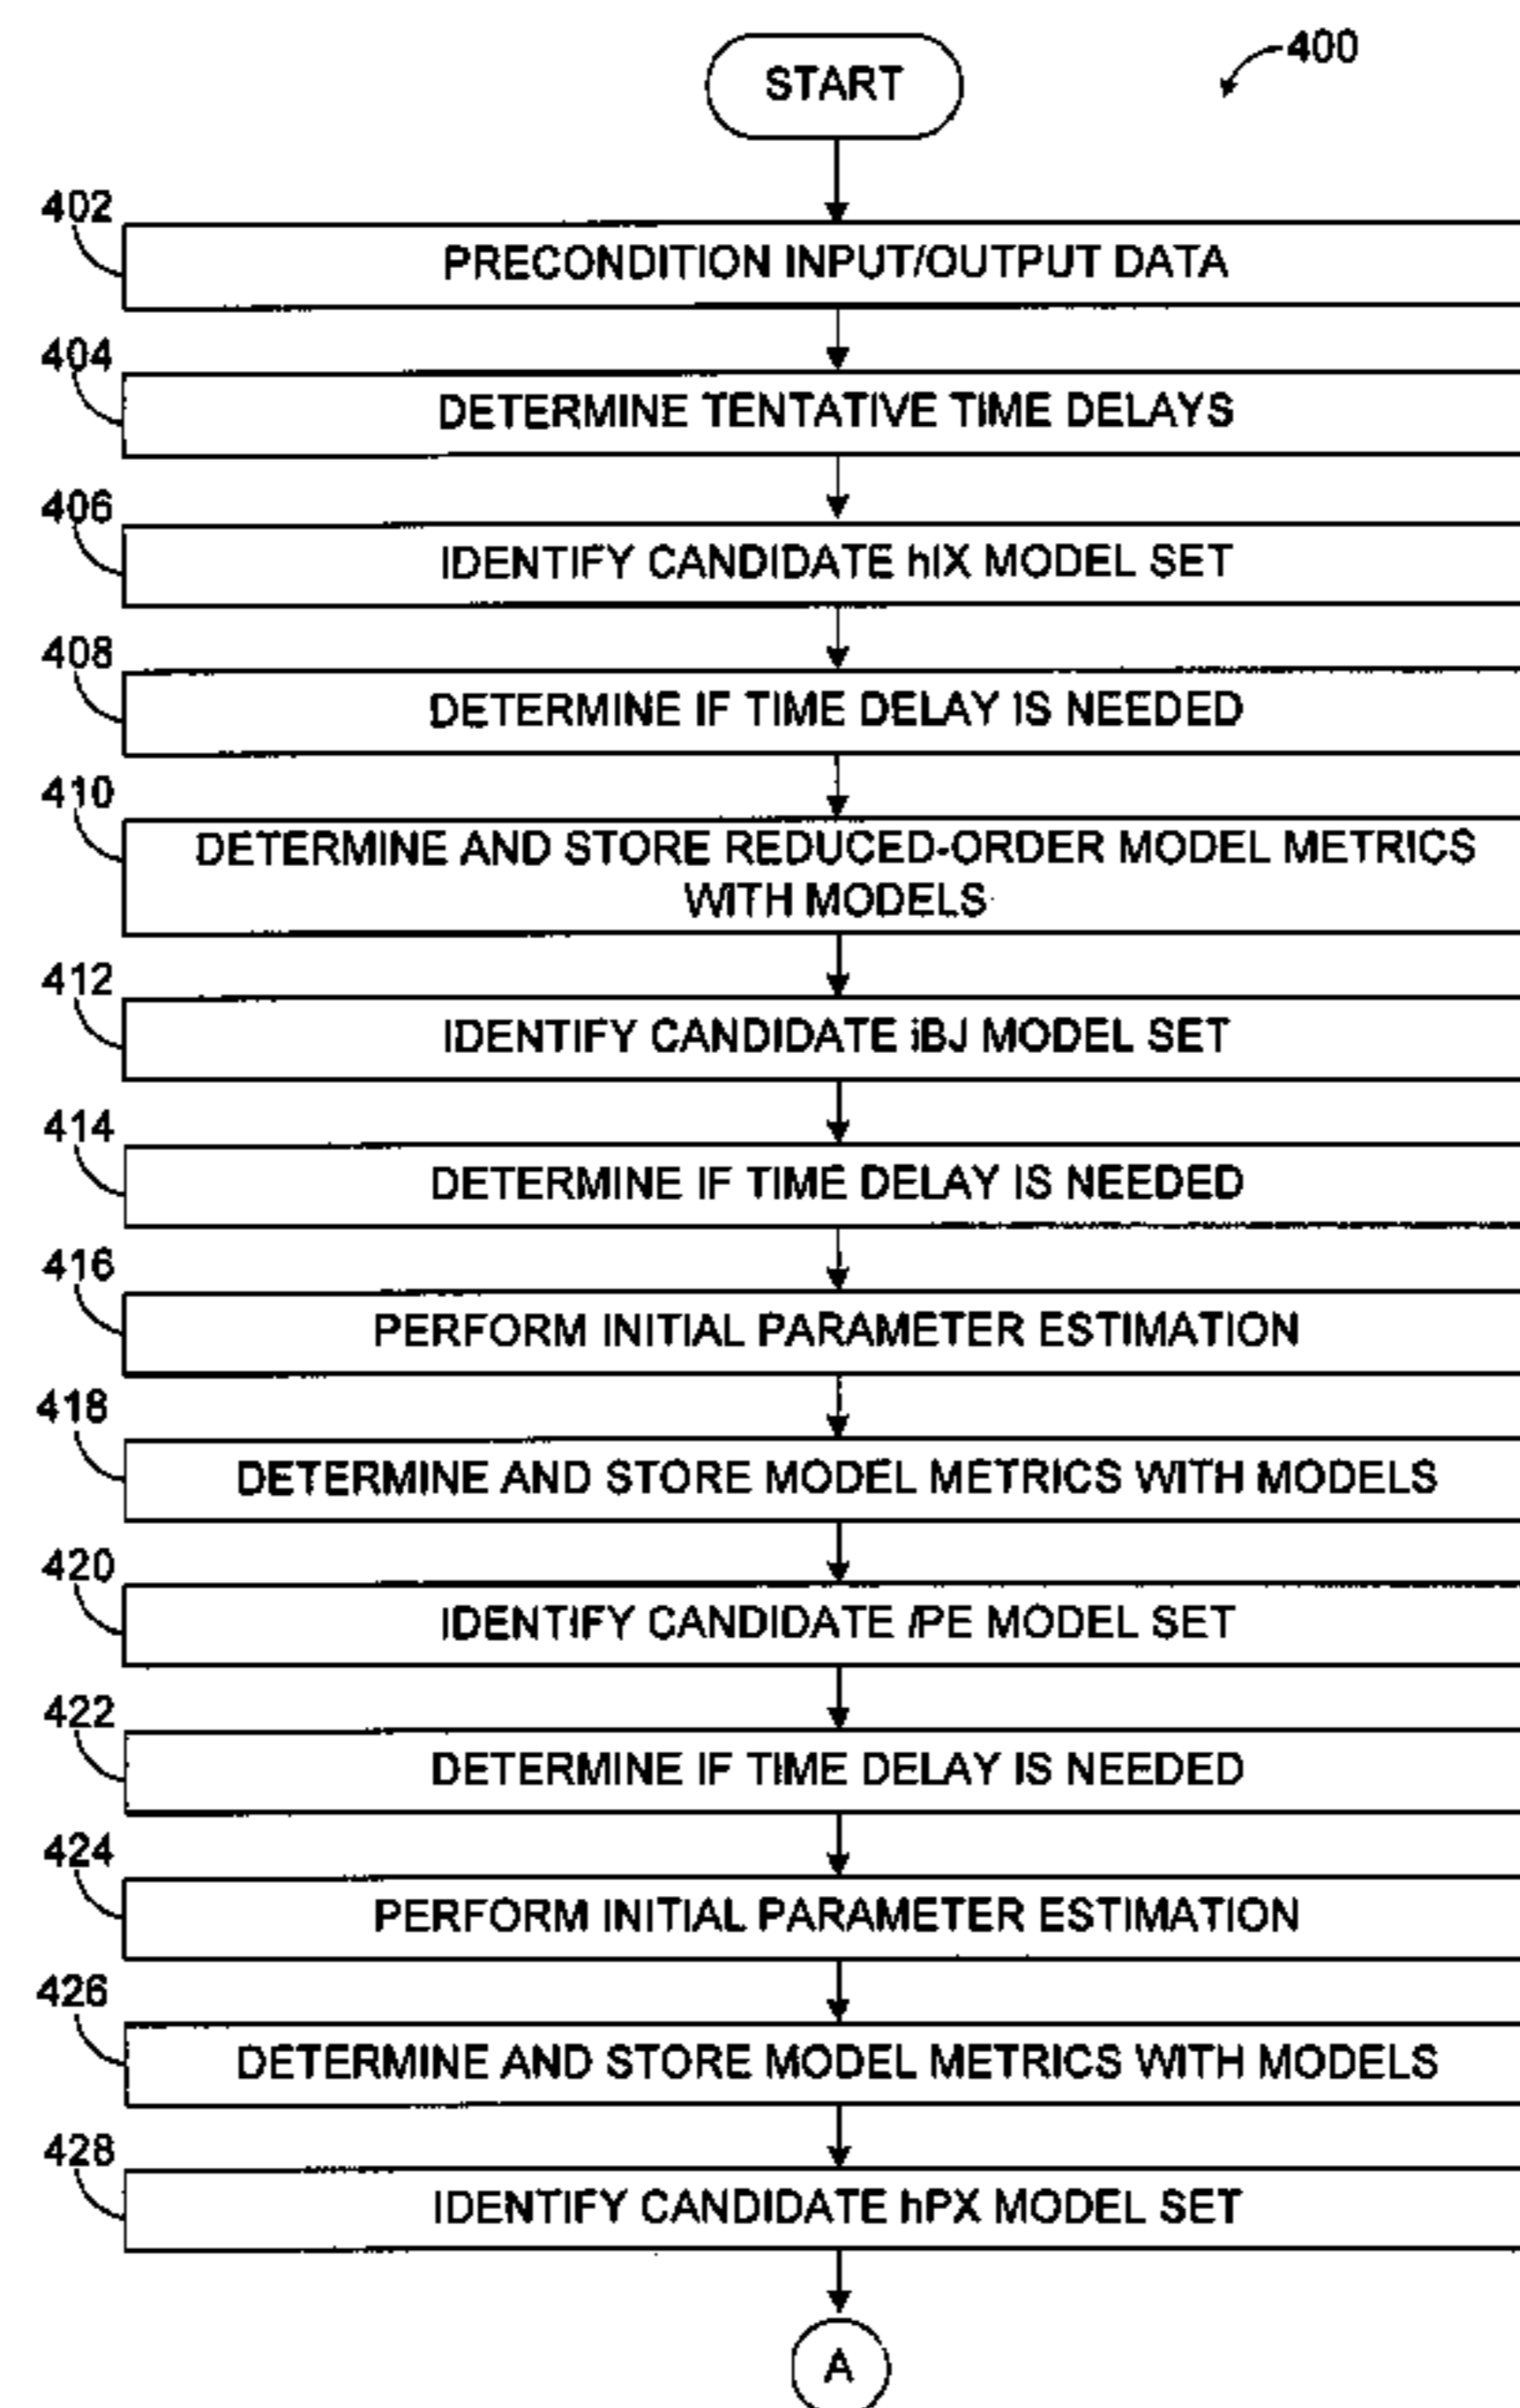 START
400
402
PRECONDITION INPUT/OUTPUT DATA
404
DETERMINE TENTATIVE TIME DELAYS
406
IDENTIFY CANDIDATE hIX MODEL SET
408
DETERMINE IF TIME DELAY IS NEEDED
410
DETERMINE AND STORE REDUCED-ORDER MODEL METRICS
WITH MODELS
412
IDENTIFY CANDIDATE iBJ MODEL SET
414
DETERMINE IF TIME DELAY IS NEEDED
416
PERFORM INITIAL PARAMETER ESTIMATION
418
DETERMINE AND STORE MODEL METRICS WITH MODELS
420
IDENTIFY CANDIDATE iPE MODEL SET
422
DETERMINE IF TIME DELAY IS NEEDED
424
PERFORM INITIAL PARAMETER ESTIMATION
426
DETERMINE AND STORE MODEL METRICS WITH MODELS
428
IDENTIFY CANDIDATE hPX MODEL SET
A